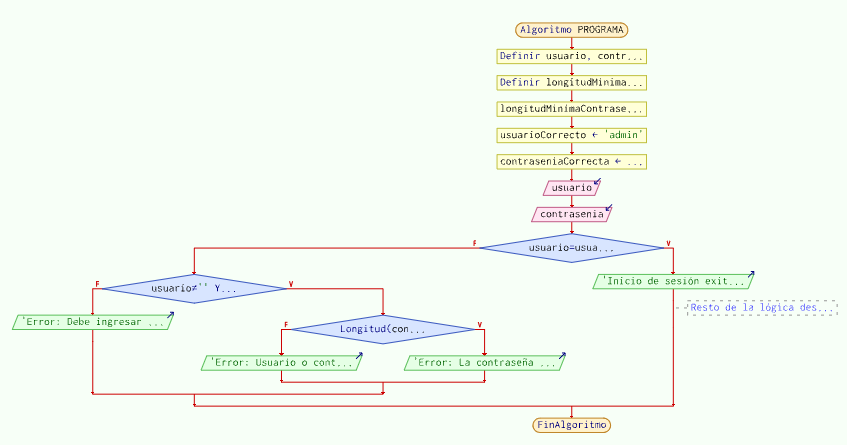 Algoritmo PROGRAMA
Definir usuario, contr...
Definir longitudMinima...
longitudMinimaContrase...
usuarioCorrecto ← 'admin'
contraseniaCorrecta ← ...
usuario
contrasenia
F
usuario=usua...
V
F
usuario≠'' Y...
V
'Inicio de sesión exit...
Resto de la lógica des...
'Error: Debe ingresar ...
F
Longitud(con...
V
'Error: Usuario o cont...
'Error: La contraseña ...
FinAlgoritmo